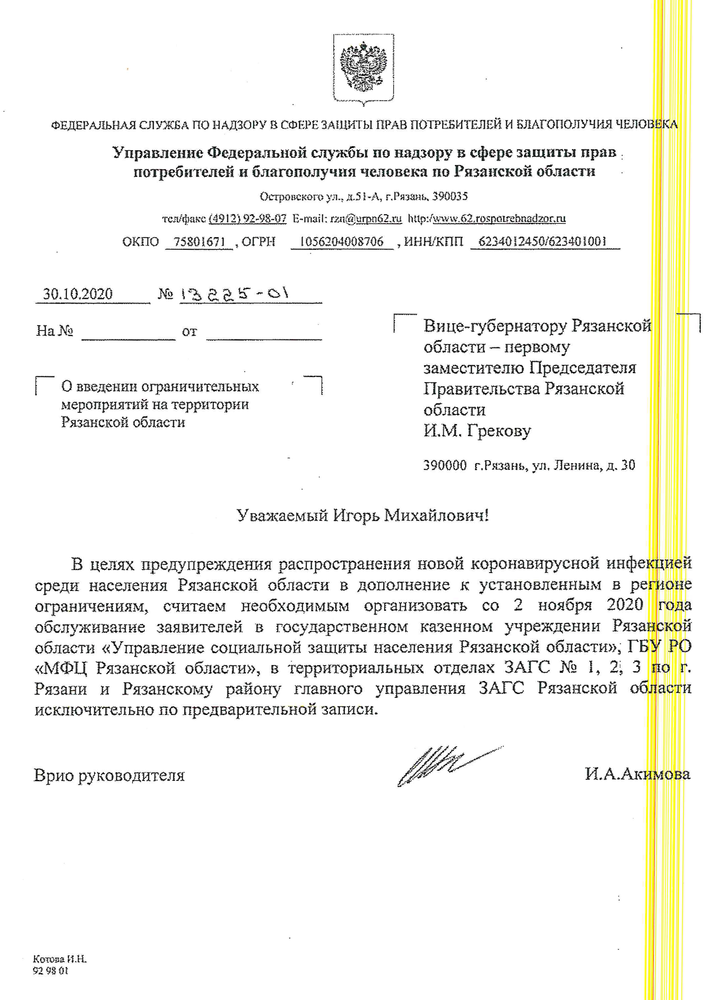 ФЕДЕРАЛЬНАЯ СЛУЖБА ПО НАДЗОРУ В СФЕРЕ ЗАЩИТЫ ПРАВ ПОТРЕБИТЕЛЕЙ И БЛАГОПОЛУЧИЯ ЧЕЛОВЕКА
Управление Федеральной службы по надзору в сфере защиты прав
потребителей и благополучия человека по Рязанской области
Островского ул., д.51-А, г.Рязань, 390035
тел/факс (4912) 92-98-07 E-mail: rzn@urpn62.ru http:/www.62.rospotrebnadzor.ru
ОКПО 75801671 , ОГРН 1056204008706 , ИНН/КПП 6234012450/623401001
30.10.2020 № 13225-01
На № от
Вице-губернатору Рязанской
области – первому
заместителю Председателя
Правительства Рязанской
области
И.М. Грекову
390000 г.Рязань, ул. Ленина, д. 30
О введении ограничительных
мероприятий на территории
Рязанской области
Уважаемый Игорь Михайлович!
В целях предупреждения распространения новой коронавирусной инфекцией
среди населения Рязанской области в дополнение к установленным в регионе
ограничениям, считаем необходимым организовать со 2 ноября 2020 года
обслуживание заявителей в государственном казенном учреждении Рязанской
области «Управление социальной защиты населения Рязанской области», ГБУ РО
«МФЦ Рязанской области», в территориальных отделах ЗАГС № 1, 2, 3 по г.
Рязани и Рязанскому району главного управления ЗАГС Рязанской области
исключительно по предварительной записи.
Врио руководителя И.А.Акимова
Котова И.Н.
92 98 01